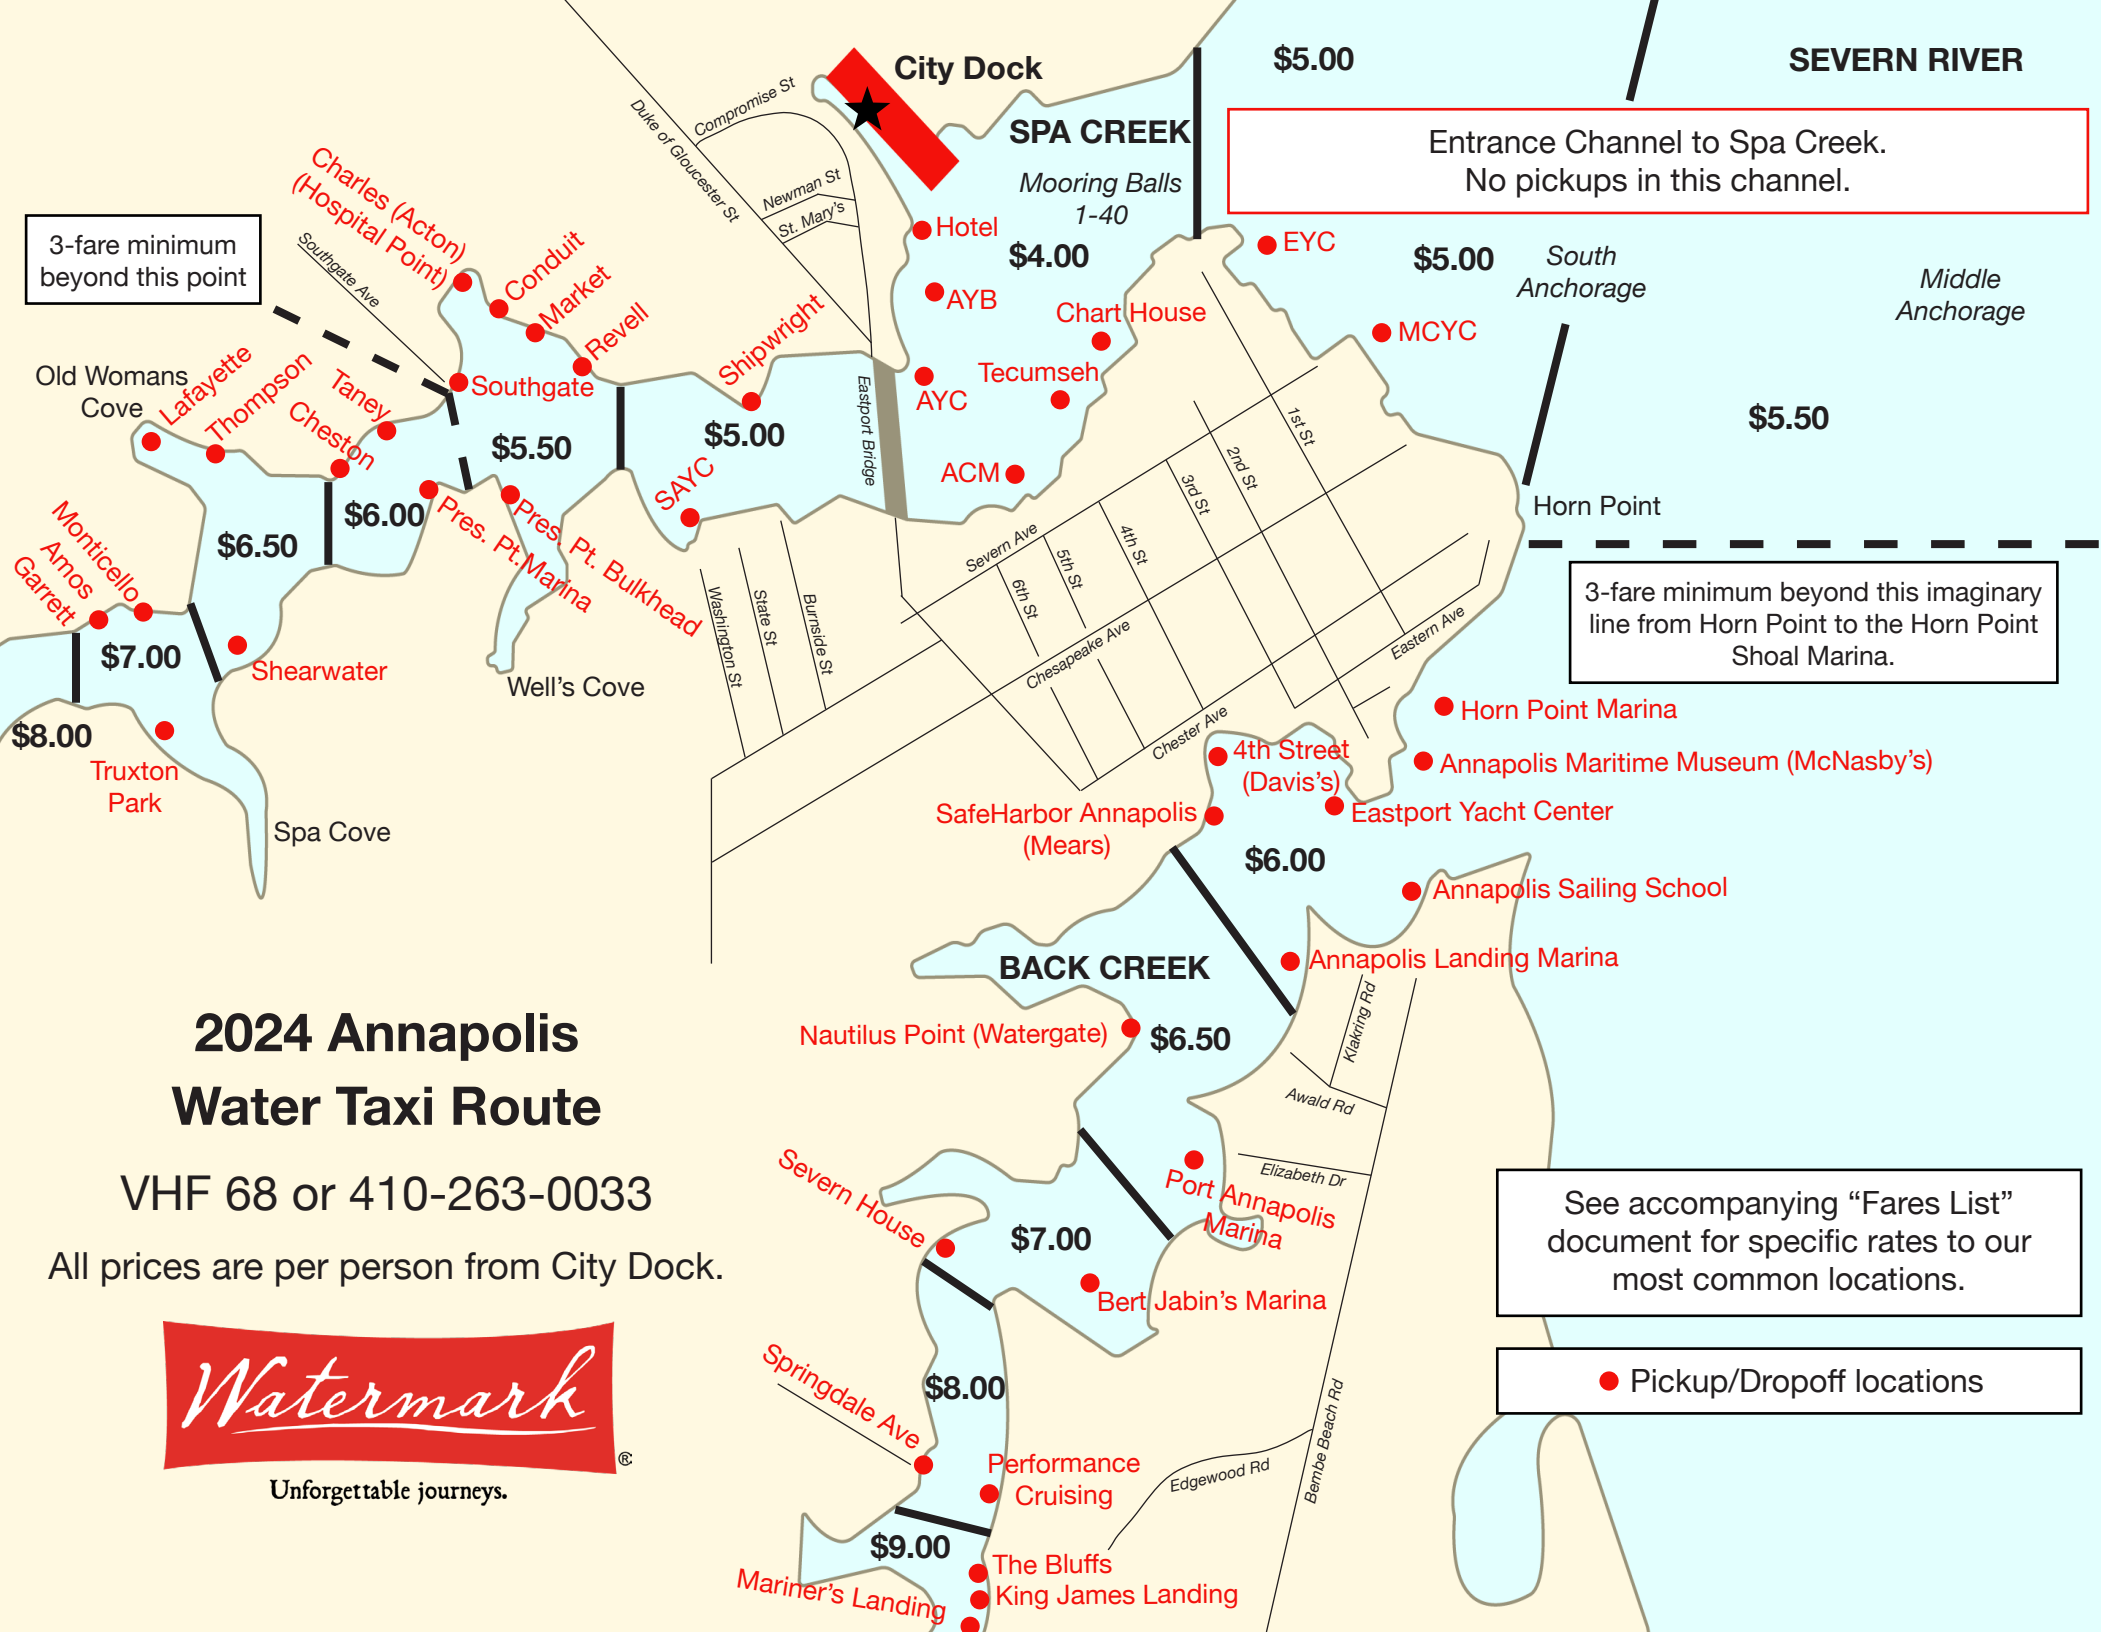 $5.00
SEVERN RIVER
City Dock
Compromise St
Duke of Gloucester St
Newman St
St. Mary's
SPA CREEK
Mooring Balls
1-40
$4.00
Entrance Channel to Spa Creek.
No pickups in this channel.
Charles (Acton)
(Hospital Point)
Conduit
Market
Revell
Shipwright
Hotel
AYB
Chart House
Tecumseh
AYC
ACM
EYC
$5.00
South
Anchorage
Middle
Anchorage
MCYC
$5.50
3-fare minimum
beyond this point
Southgate Ave
Old Womans
Cove
Lafayette
Thompson
Taney
Cheston
Southgate
$5.50
$5.00
Eastport Bridge
SAYC
$6.00
Pres. Pt.Marina
Pres. Pt. Bulkhead
$6.50
Monticello
Amos
Garrett
$7.00
Shearwater
$8.00
Truxton
Park
Spa Cove
Well's Cove
Washington St
State St
Burnside St
Severn Ave
6th St
5th St
4th St
3rd St
2nd St
1st St
Chesapeake Ave
Chester Ave
Eastern Ave
Horn Point
3-fare minimum beyond this imaginary
line from Horn Point to the Horn Point
Shoal Marina.
Horn Point Marina
Annapolis Maritime Museum (McNasby's)
4th Street
(Davis's)
Eastport Yacht Center
SafeHarbor Annapolis
(Mears)
$6.00
Annapolis Sailing School
Annapolis Landing Marina
BACK CREEK
Nautilus Point (Watergate)
$6.50
Klakring Rd
Awald Rd
Elizabeth Dr
Port Annapolis
Marina
Severn House
$7.00
Bert Jabin's Marina
Springdale Ave
$8.00
Performance
Cruising
Edgewood Rd
Bembe Beach Rd
$9.00
The Bluffs
King James Landing
Mariner's Landing
2024 Annapolis
Water Taxi Route
VHF 68 or 410-263-0033
All prices are per person from City Dock.
Watermark
®
Unforgettable journeys.
See accompanying “Fares List”
document for specific rates to our
most common locations.
Pickup/Dropoff locations